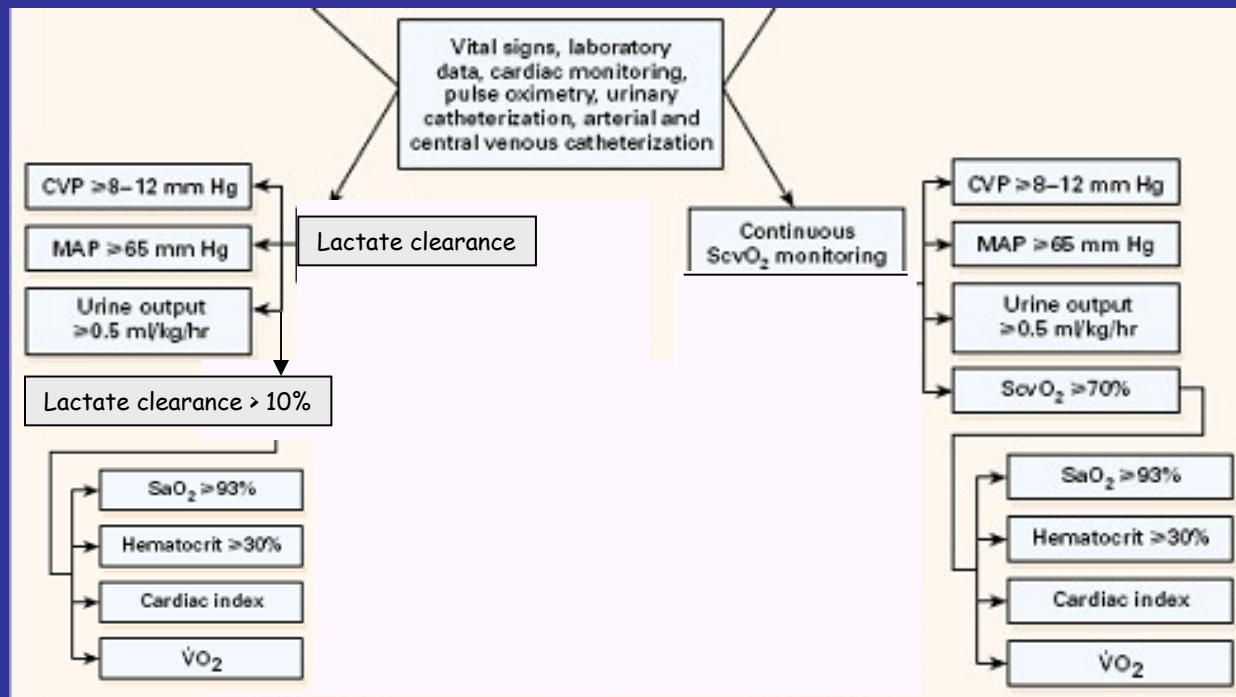 Vital signs, laboratory
data, cardiac monitoring,
pulse oximetry, urinary
catheterization, arterial and
central venous catheterization
CVP ≥8–12 mm Hg
MAP ≥65 mm Hg
Urine output
≥0.5 ml/kg/hr
Lactate clearance
Lactate clearance > 10%
SaO₂ ≥93%
Hematocrit ≥30%
Cardiac index
V̇O₂
Continuous
ScvO₂ monitoring
CVP ≥8–12 mm Hg
MAP ≥65 mm Hg
Urine output
≥0.5 ml/kg/hr
ScvO₂ ≥70%
SaO₂ ≥93%
Hematocrit ≥30%
Cardiac index
V̇O₂